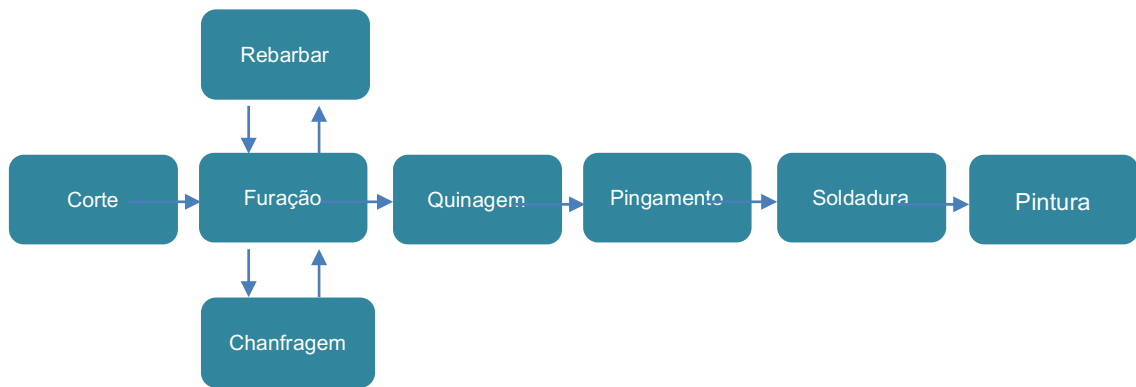 Rebarbar
Corte
Furação
Quinagem
Pingamento
Soldadura
Pintura
Chanfragem